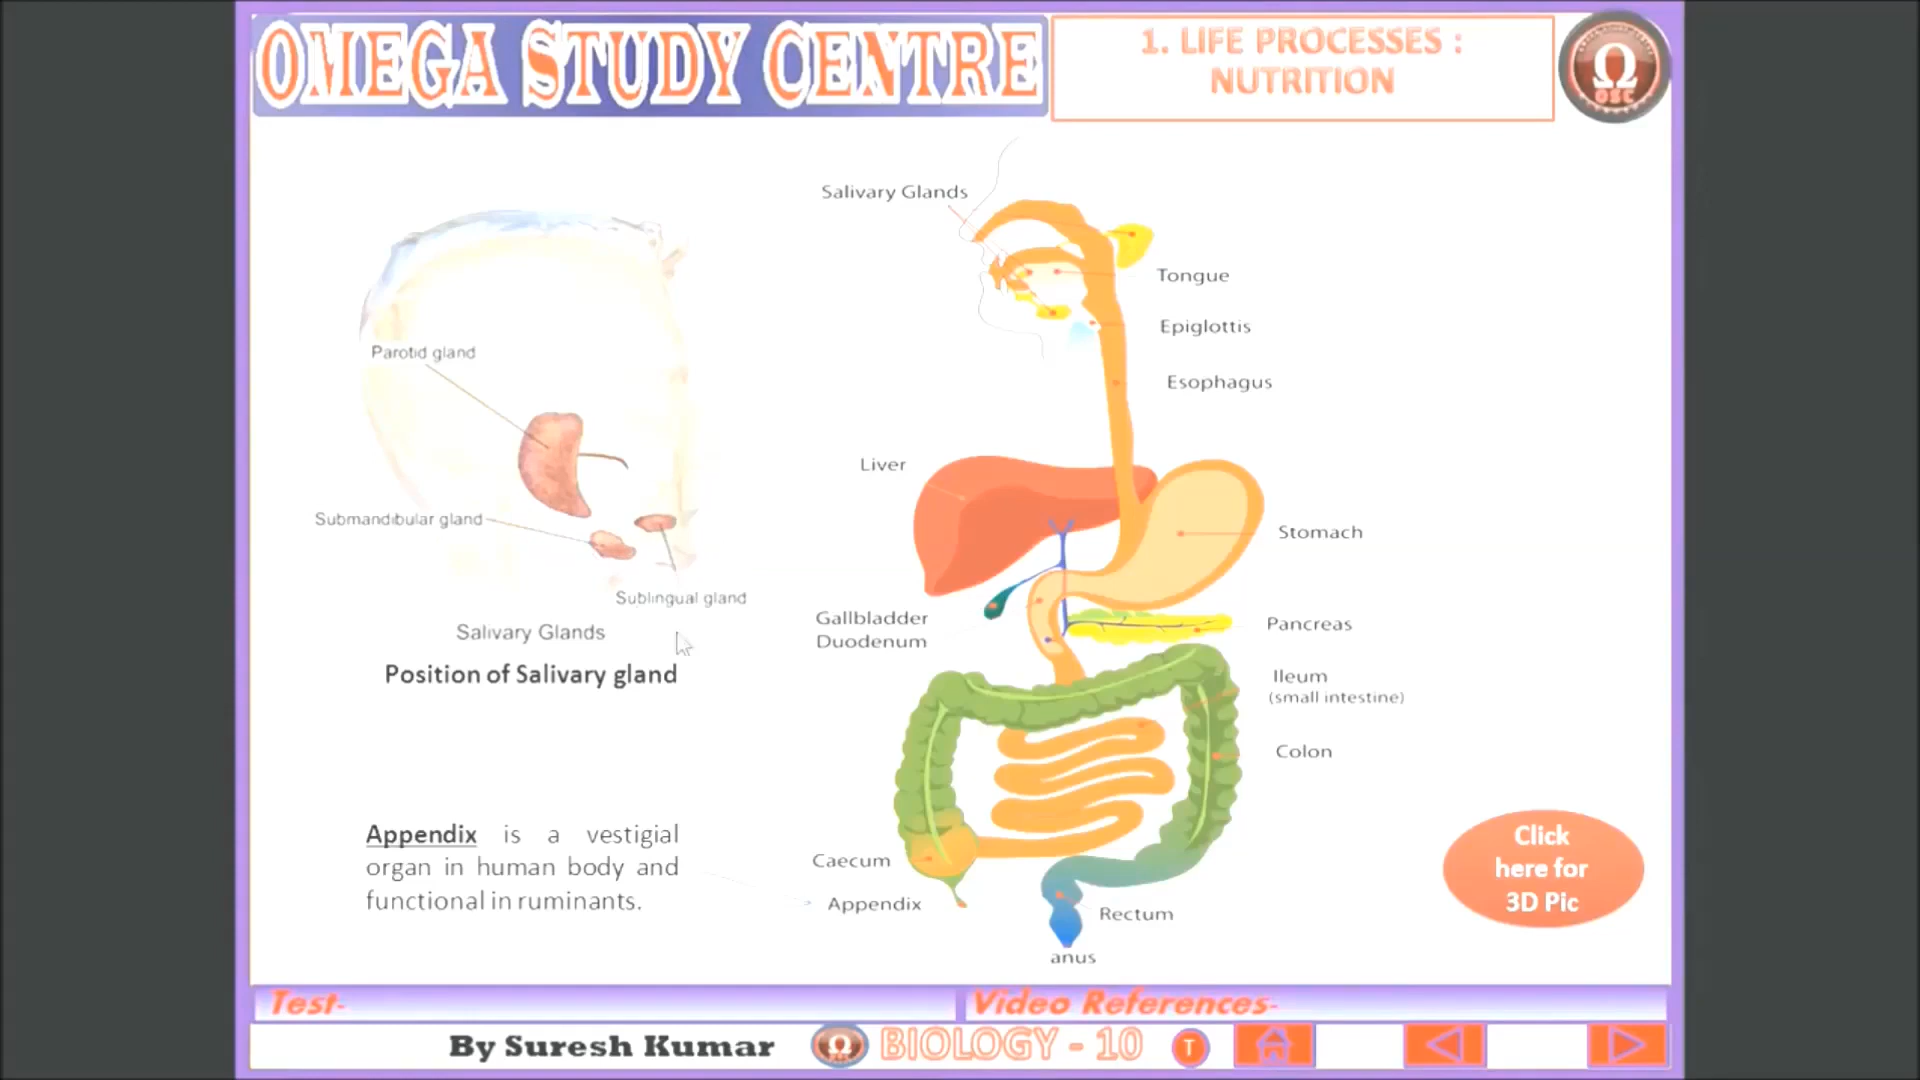 OMEGA STUDY CENTRE
1. LIFE PROCESSES :
NUTRITION
Ω
OSC
Salivary Glands
Tongue
Epiglottis
Esophagus
Parotid gland
Liver
Submandibular gland
Stomach
Sublingual gland
Gallbladder
Duodenum
Pancreas
Salivary Glands
Position of Salivary gland
Ileum
(small intestine)
Colon
Appendix is a vestigial
organ in human body and
functional in ruminants.
Caecum
Appendix
Rectum
anus
Click
here for
3D Pic
Test-
Video References-
By Suresh Kumar
Ω
BIOLOGY - 10
T